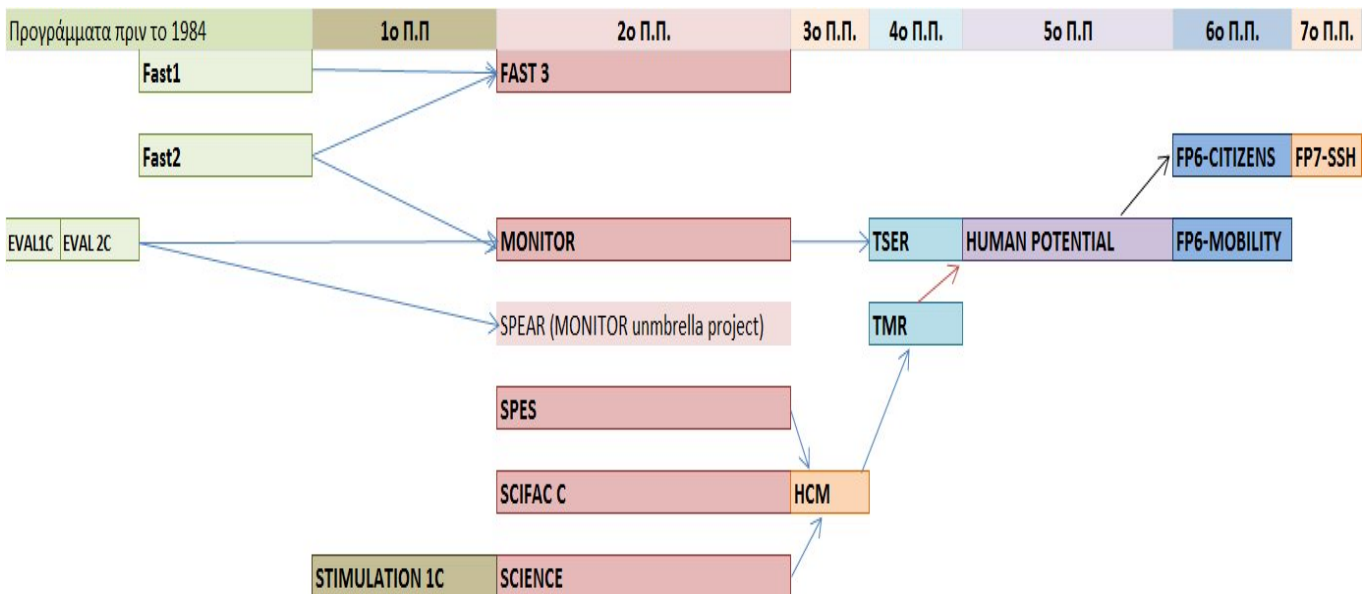 Προγράμματα πριν το 1984 1ο Π.Π 2ο Π.Π. 3ο Π.Π. 4ο Π.Π. 5ο Π.Π 6ο Π.Π. 7ο Π.Π.
Fast1 FAST 3
Fast2 FP6-CITIZENS FP7-SSH
EVAL1C EVAL 2C MONITOR TSER HUMAN POTENTIAL FP6-MOBILITY
SPEAR (MONITOR unmbrella project) TMR
SPES
SCIFAC C HCM
STIMULATION 1C SCIENCE